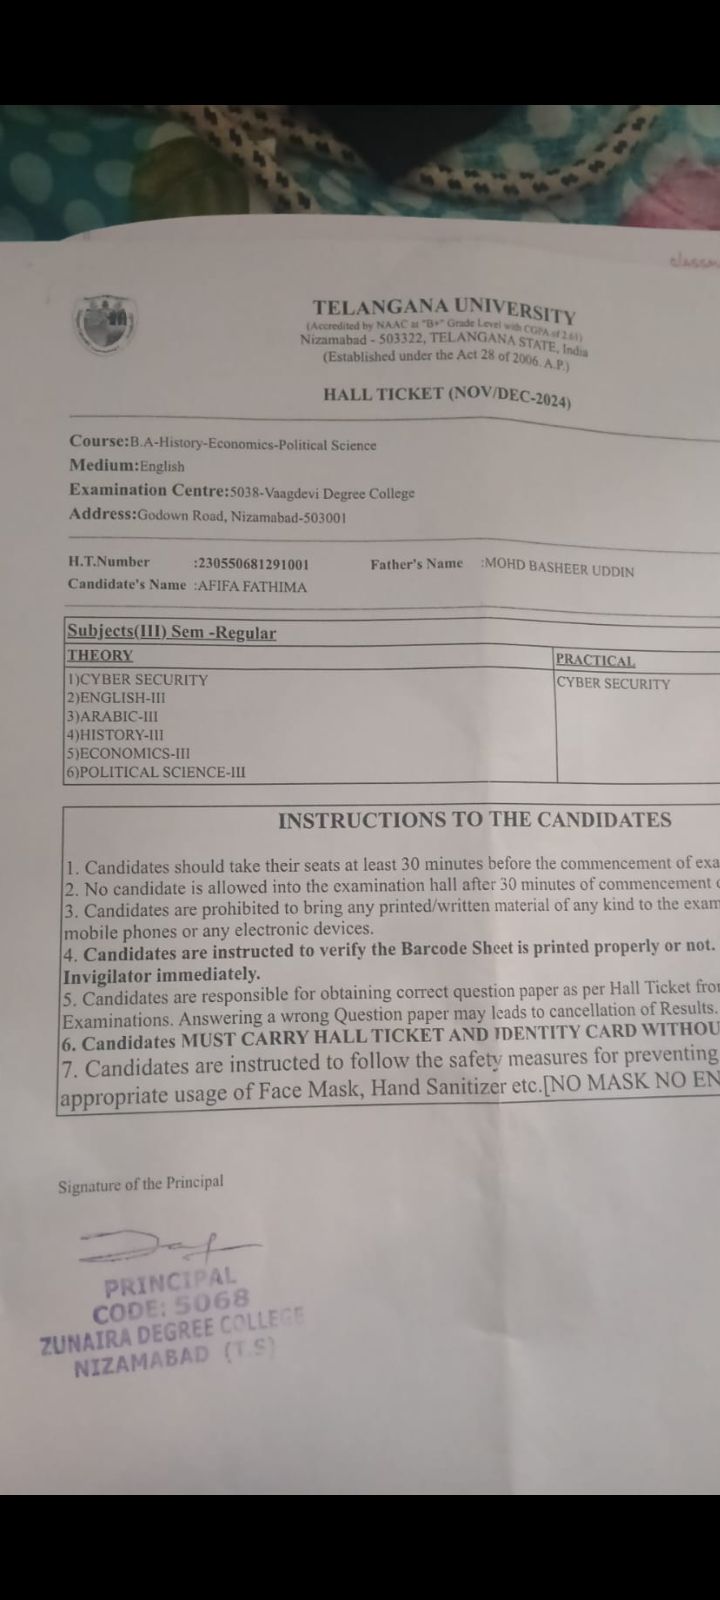 TELANGANA UNIVERSITY
(Accredited by NAAC at "B+" Grade Level with CGPA of 2.61)
Nizamabad - 503322, TELANGANA STATE, India
(Established under the Act 28 of 2006. A.P.)
HALL TICKET (NOV/DEC-2024)
Course:B.A-History-Economics-Political Science
Medium:English
Examination Centre:5038-Vaagdevi Degree College
Address:Godown Road, Nizamabad-503001
H.T.Number :230550681291001 Father's Name :MOHD BASHEER UDDIN
Candidate's Name :AFIFA FATHIMA
Subjects(III) Sem -Regular
THEORY PRACTICAL
1)CYBER SECURITY CYBER SECURITY
2)ENGLISH-III
3)ARABIC-III
4)HISTORY-III
5)ECONOMICS-III
6)POLITICAL SCIENCE-III
INSTRUCTIONS TO THE CANDIDATES
1. Candidates should take their seats at least 30 minutes before the commencement of exa
2. No candidate is allowed into the examination hall after 30 minutes of commencement
3. Candidates are prohibited to bring any printed/written material of any kind to the exam
mobile phones or any electronic devices.
4. Candidates are instructed to verify the Barcode Sheet is printed properly or not.
Invigilator immediately.
5. Candidates are responsible for obtaining correct question paper as per Hall Ticket fro
Examinations. Answering a wrong Question paper may leads to cancellation of Results.
6. Candidates MUST CARRY HALL TICKET AND IDENTITY CARD WITHOU
7. Candidates are instructed to follow the safety measures for preventing
appropriate usage of Face Mask, Hand Sanitizer etc.[NO MASK NO EN
Signature of the Principal
PRINCIPAL
CODE: 5068
ZUNAIRA DEGREE COLLEGE
NIZAMABAD (T.S)